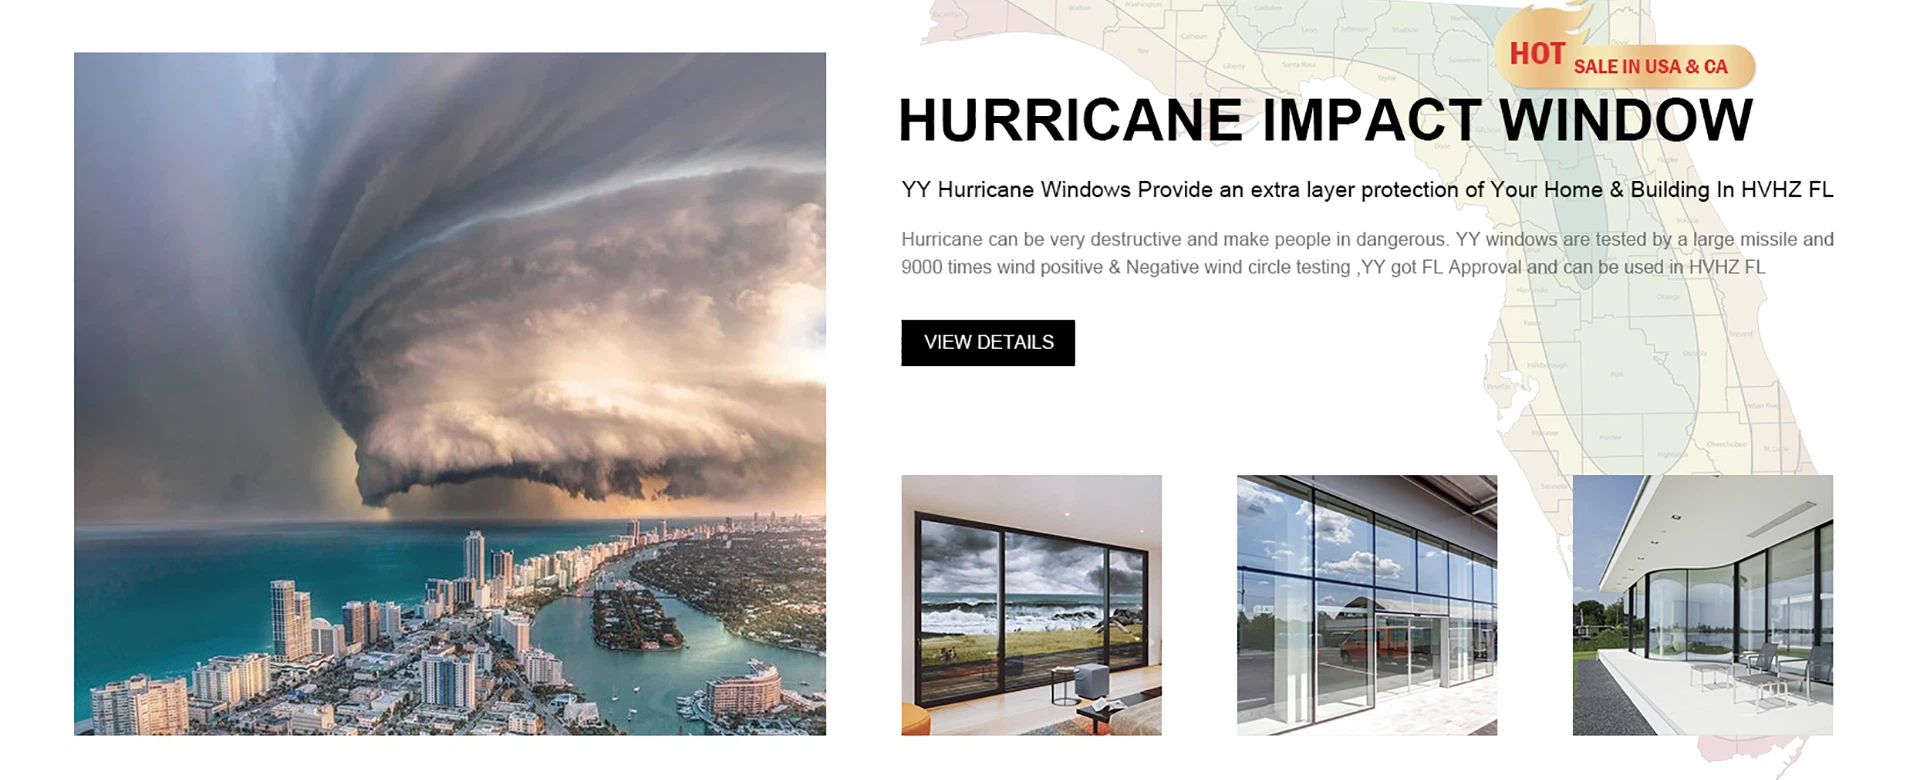 HOT SALE IN USA & CA
HURRICANE IMPACT WINDOW
YY Hurricane Windows Provide an extra layer protection of Your Home & Building In HVHZ FL
Hurricane can be very destructive and make people in dangerous. YY windows are tested by a large missile and
9000 times wind positive & Negative wind circle testing ,YY got FL Approval and can be used in HVHZ FL
VIEW DETAILS